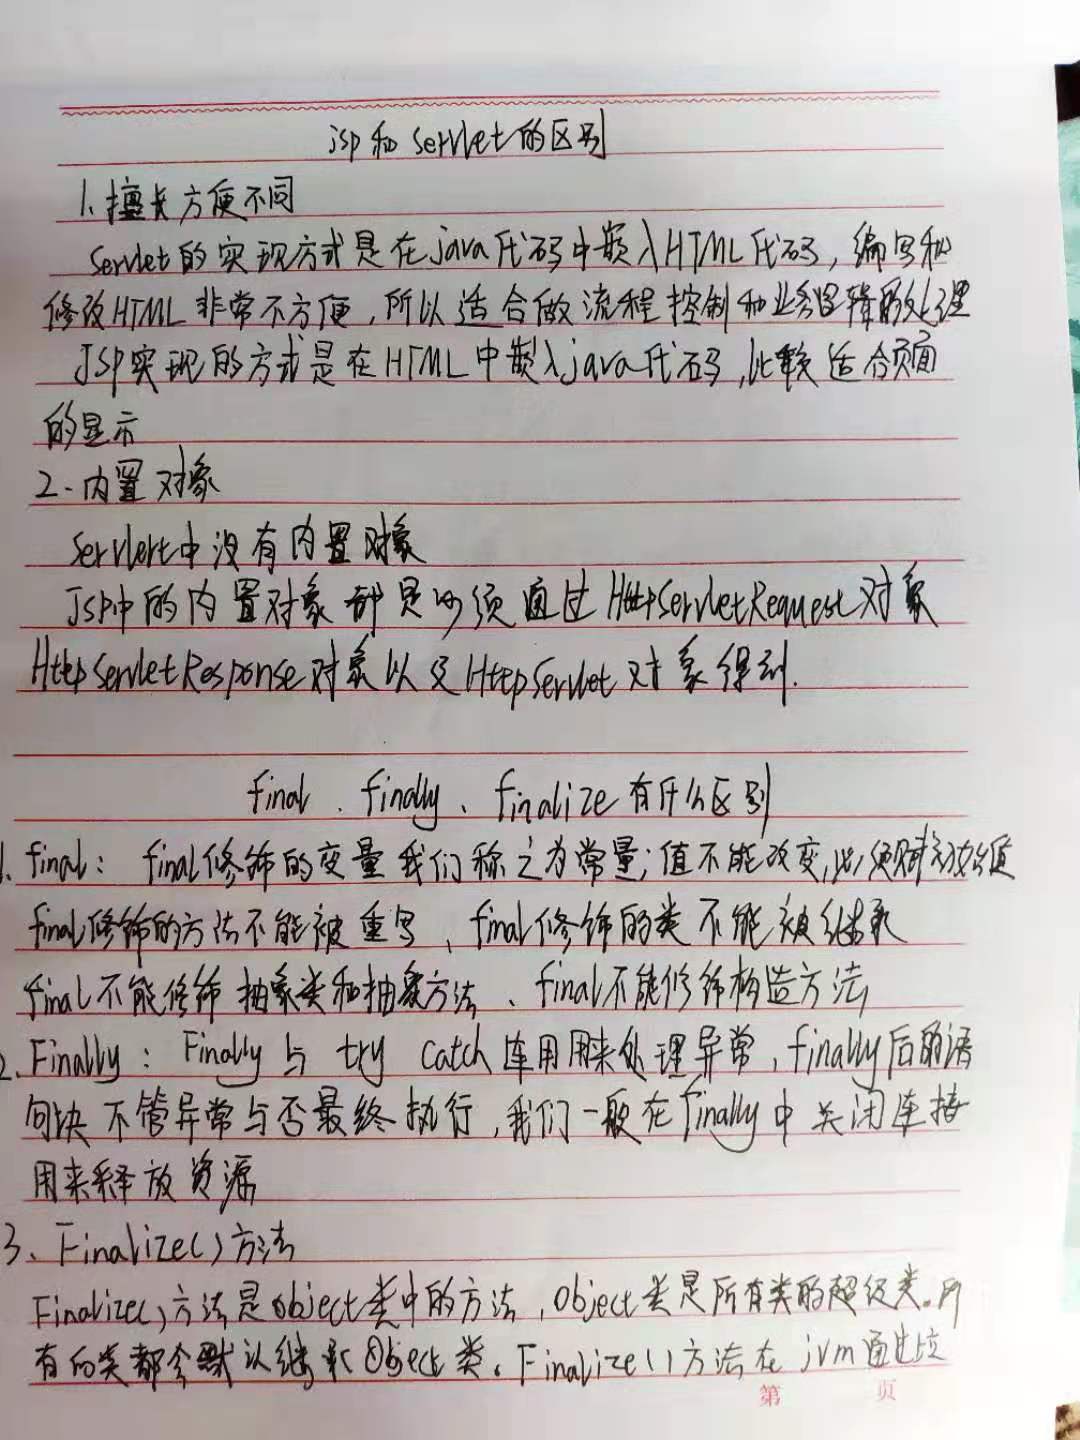 jsp和servlet的区别
1、擅长方便不同
Servlet的实现方式是在java代码中嵌入HTML代码，编写和
修改HTML非常不方便，所以适合做流程控制和业务逻辑的处理
JSP实现的方式是在HTML中嵌入java代码，比较适合页面
的显示
2.内置对象
Servlert中没有内置对象
JSP中的内置对象都是必须通过HttpServletRequest对象
HttpServletResponse对象以及HttpServlet对象得到.
final、finally、finalize有什么区别
1、final：final修饰的变量我们称之为常量；值不能改变，必须赋初始值
final修饰的方法不能被重写、final修饰的类不能被继承
final不能修饰抽象类和抽象方法、final不能修饰构造方法
2、Finally：Finally与try catch连用用来处理异常，finally后的语
句块不管异常与否最终执行，我们一般在finally中关闭连接
用来释放资源
3、Finalize()方法
Finalize()方法是object类中的方法，Object类是所有类的超级类。所
有的类都会默认继承Object类。Finalize()方法在jvm通过垃
第 页